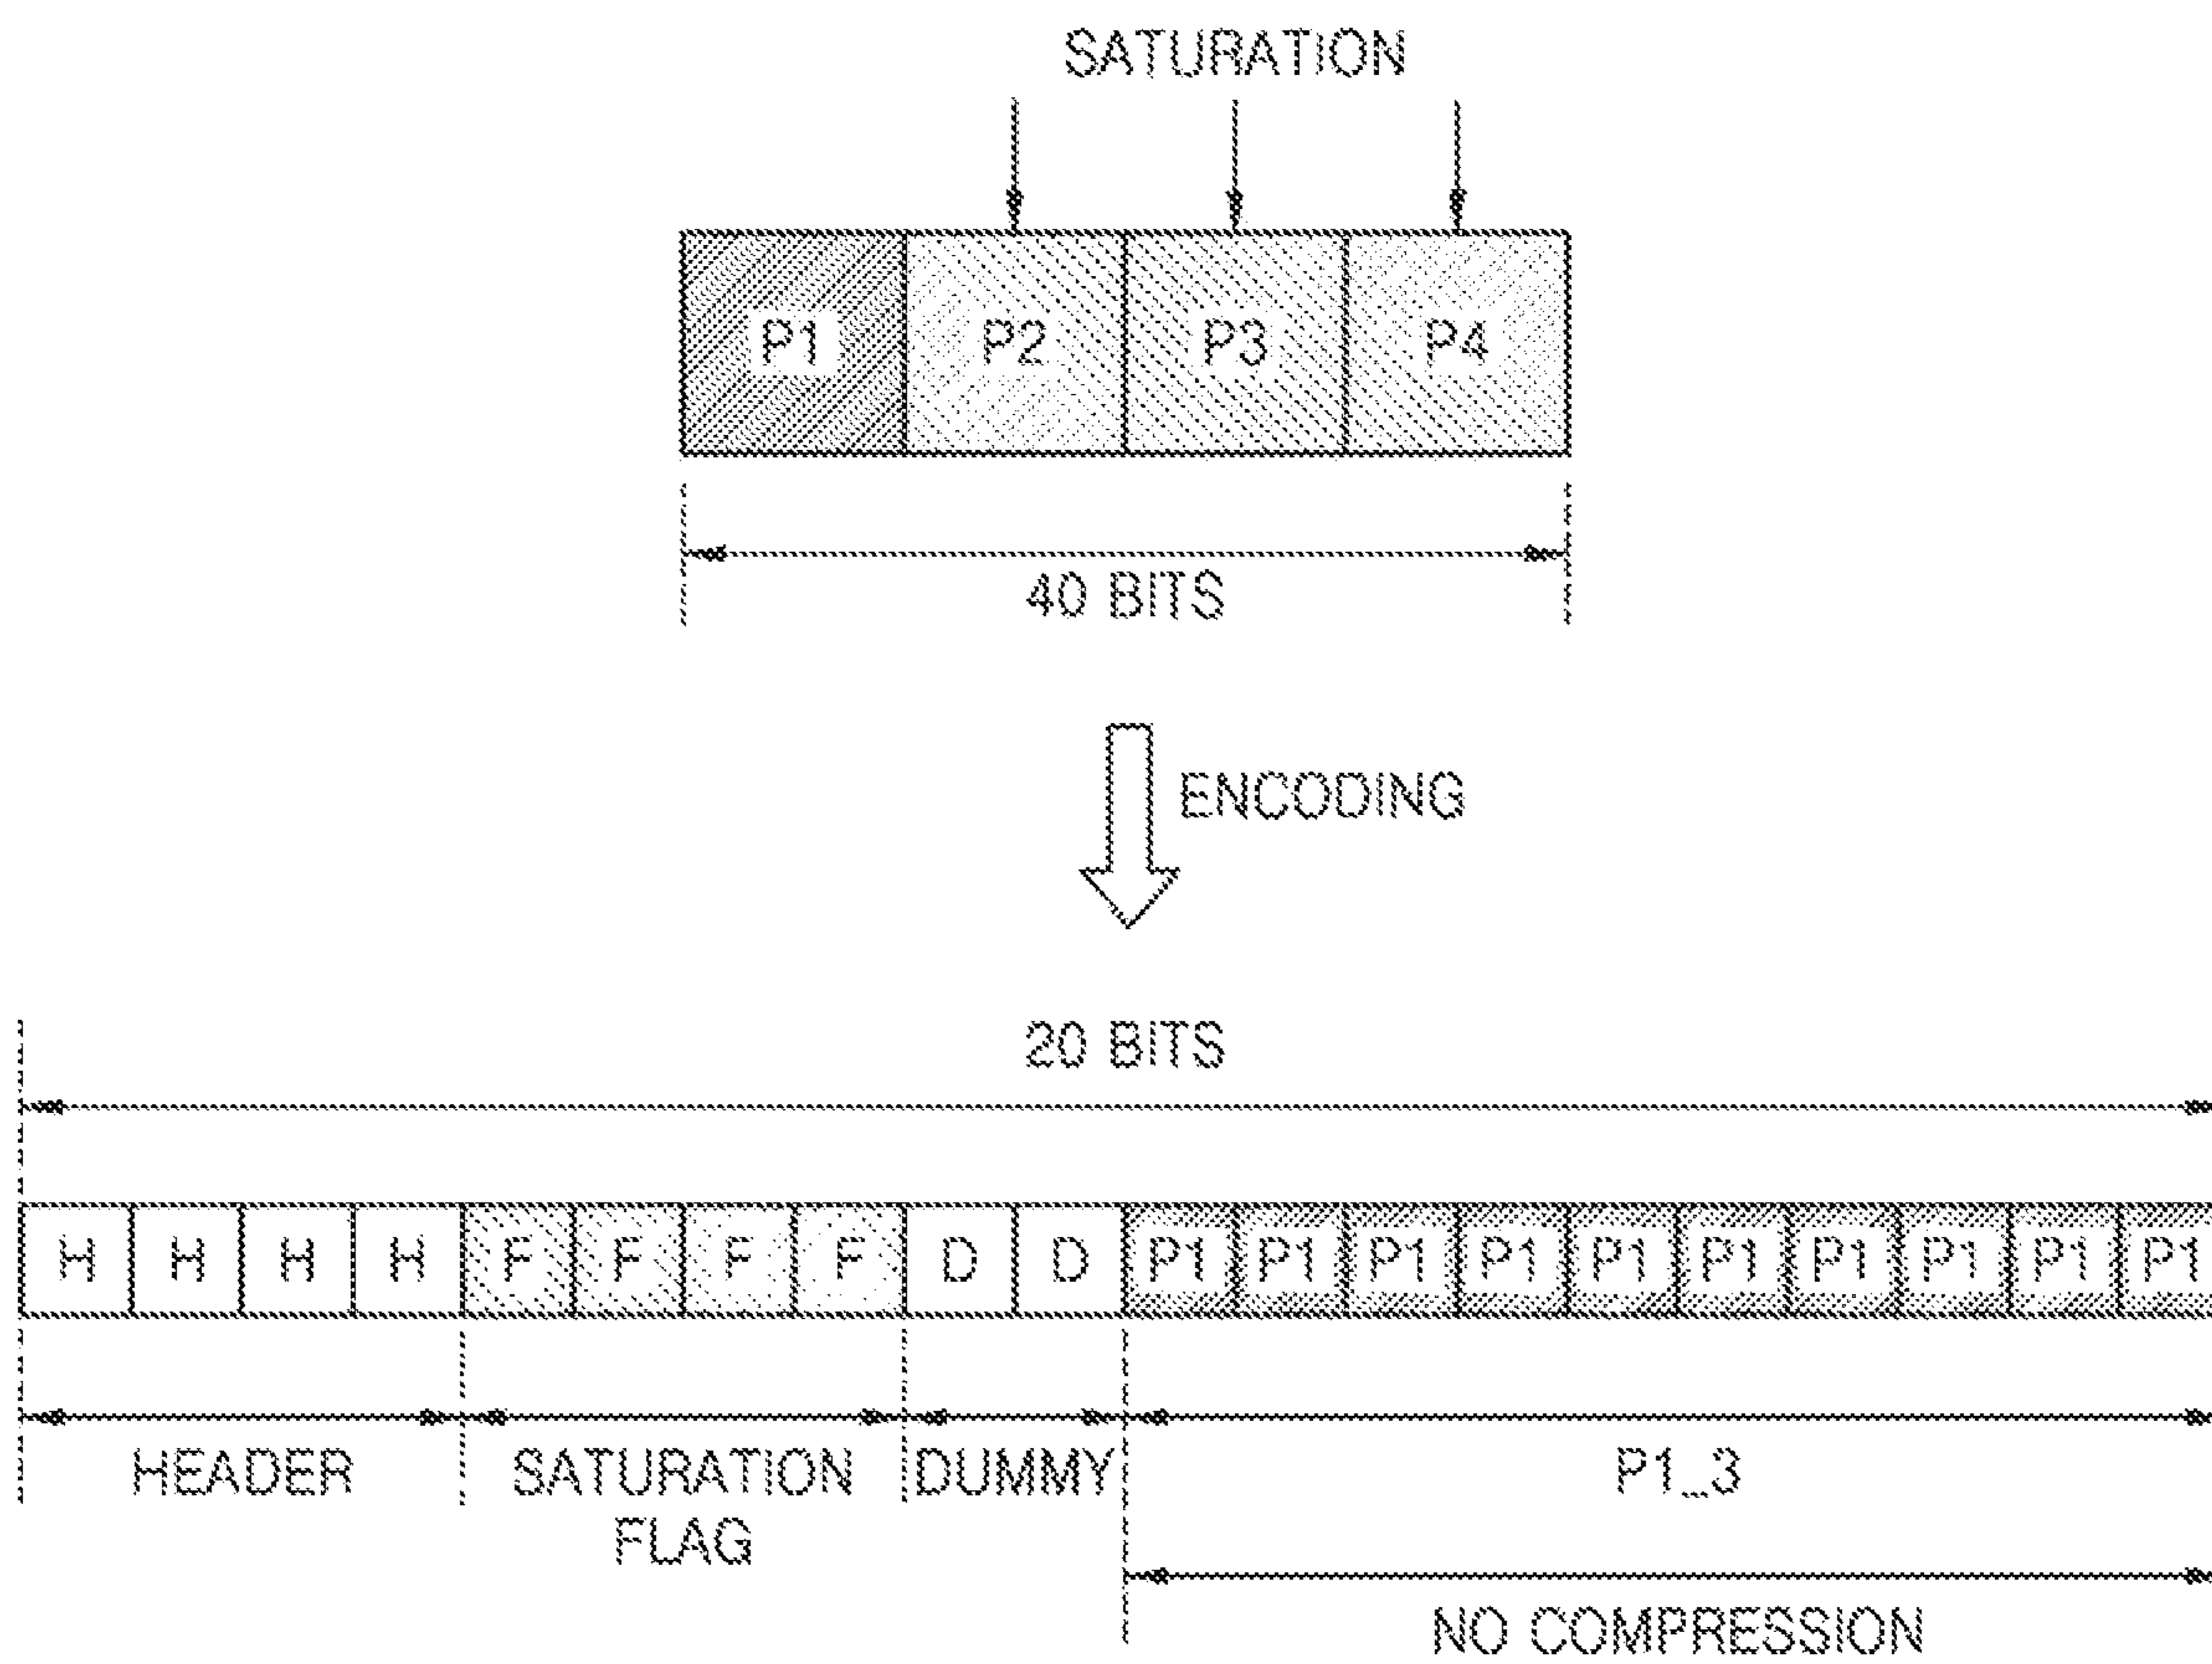 SATURATION
P1 P2 P3 P4
40 BITS
ENCODING
20 BITS
H H H H F F F F D D P1 P1 P1 P1 P1 P1 P1 P1 P1 P1
HEADER SATURATION FLAG DUMMY P1_3
NO COMPRESSION